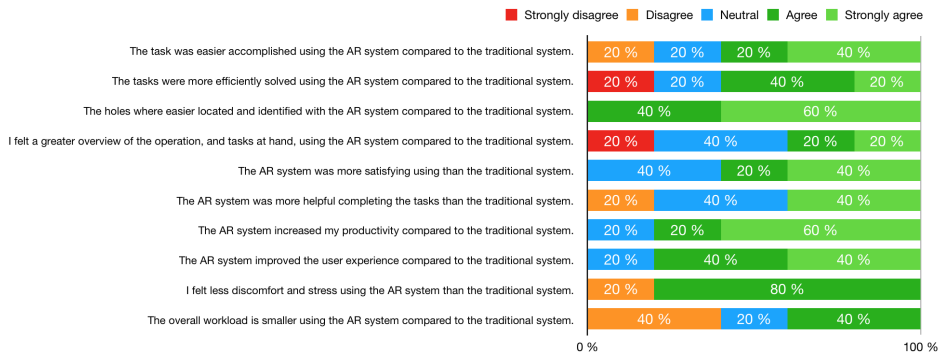 Strongly disagree Disagree Neutral Agree Strongly agree
The task was easier accomplished using the AR system compared to the traditional system. 20 % 20 % 20 % 40 %
The tasks were more efficiently solved using the AR system compared to the traditional system. 20 % 20 % 40 % 20 %
The holes where easier located and identified with the AR system compared to the traditional system. 40 % 60 %
I felt a greater overview of the operation, and tasks at hand, using the AR system compared to the traditional system. 20 % 40 % 20 % 20 %
The AR system was more satisfying using than the traditional system. 40 % 20 % 40 %
The AR system was more helpful completing the tasks than the traditional system. 20 % 40 % 40 %
The AR system increased my productivity compared to the traditional system. 20 % 20 % 60 %
The AR system improved the user experience compared to the traditional system. 20 % 40 % 40 %
I felt less discomfort and stress using the AR system than the traditional system. 20 % 80 %
The overall workload is smaller using the AR system compared to the traditional system. 40 % 20 % 40 %
0 % 100 %